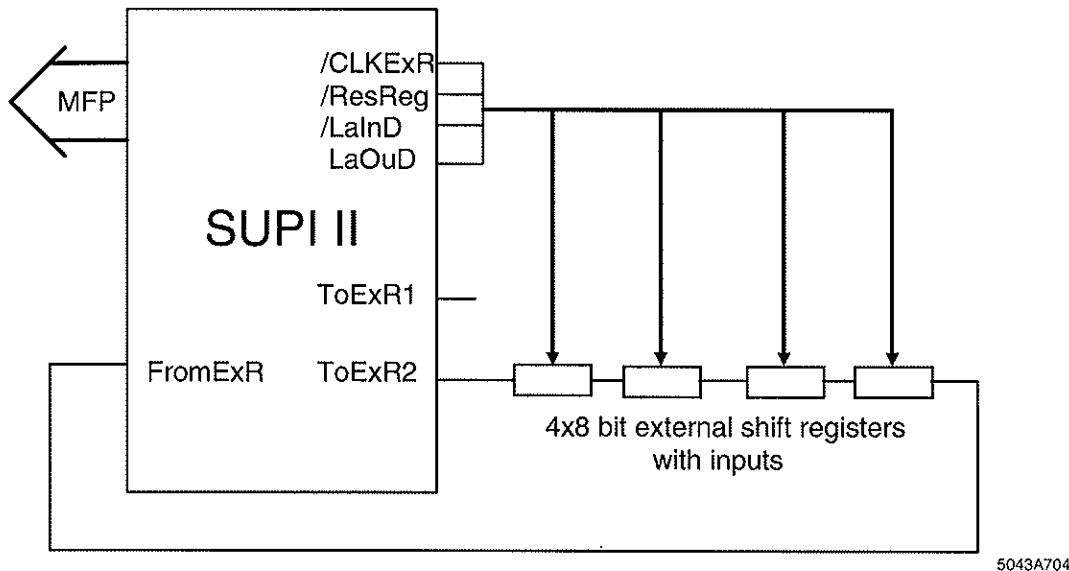 /CLKExR
MFP
/ResReg
/LaInD
LaOuD
SUPI II
ToExR1
FromExR ToExR2
4x8 bit external shift registers
with inputs
5043A704